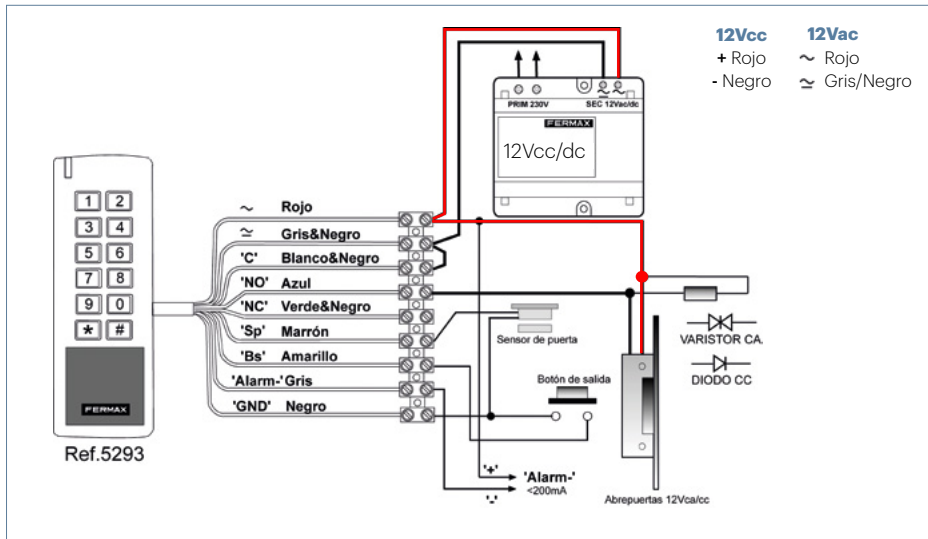 12Vcc 12Vac
+ Rojo ~ Rojo
- Negro ≃ Gris/Negro
PRIM 230V SEC 12Vac/dc
~ ~
FERMAX
12Vcc/dc
1 2
3 4
5 6
7 8
9 0
* #
FERMAX
Ref.5293
~ Rojo
≃ Gris&Negro
'C' Blanco&Negro
'NO' Azul
'NC' Verde&Negro
'Sp' Marrón
'Bs' Amarillo
'Alarm-' Gris
'GND' Negro
Sensor de puerta
Botón de salida
'+' 'Alarm-'
<200mA
'-'
VARISTOR CA.
DIODO CC
Abrepuertas 12Vca/cc